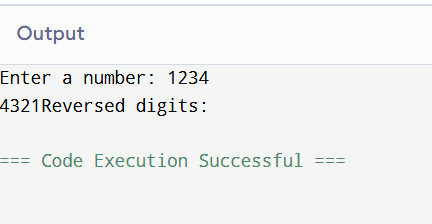 Output
Enter a number: 1234
4321Reversed digits:
=== Code Execution Successful ===